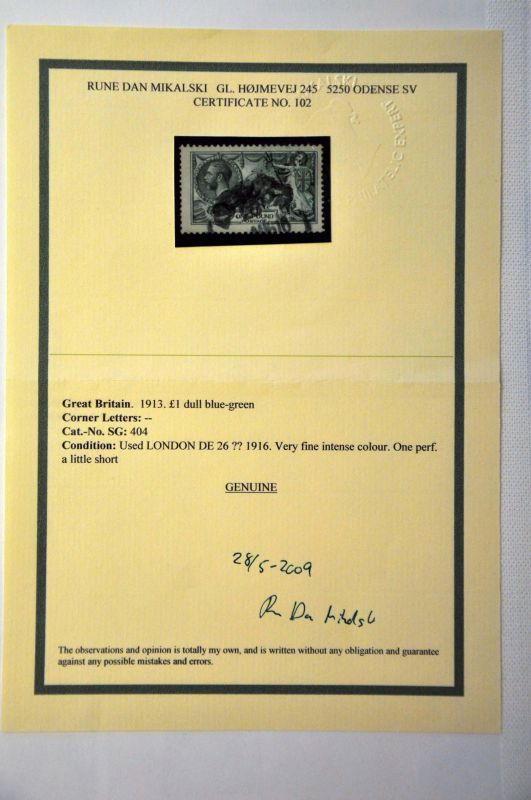 RUNE DAN MIKALSKI GL. HØJMEVEJ 245 5250 ODENSE SV
CERTIFICATE NO. 102
PHILATELIC EXPERT
Great Britain. 1913. £1 dull blue-green
Corner Letters: --
Cat.-No. SG: 404
Condition: Used LONDON DE 26 ?? 1916. Very fine intense colour. One perf.
a little short
GENUINE
28/5-2009
The observations and opinion is totally my own, and is written without any obligation and guarantee
against any possible mistakes and errors.